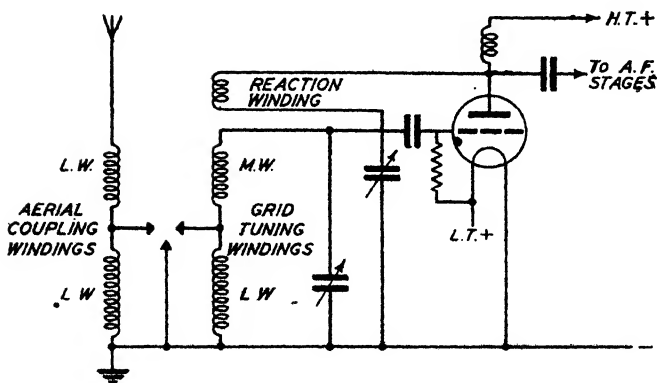 H.T.+
TO A.F.
STAGES.
REACTION
WINDING
L.W.
M.W.
AERIAL
COUPLING
WINDINGS
GRID
TUNING
WINDINGS
L.T.+
L W
L W